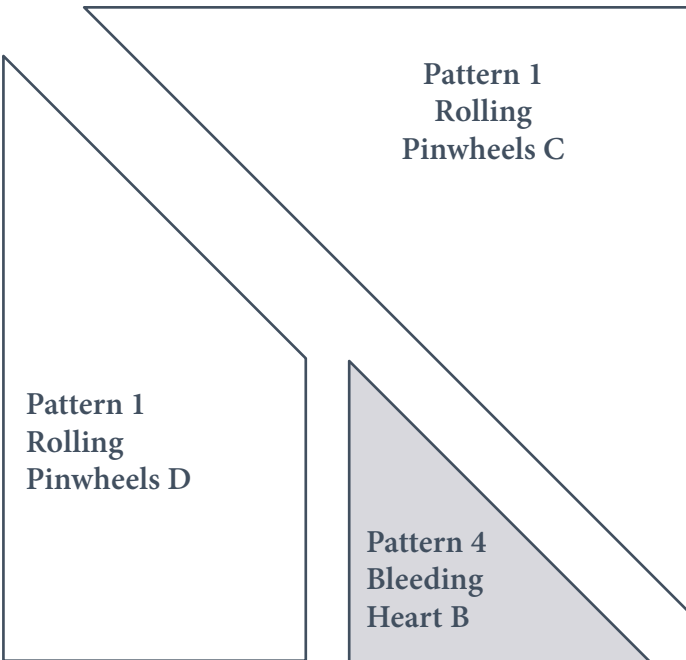 Pattern 1
Rolling
Pinwheels C
Pattern 1
Rolling
Pinwheels D
Pattern 4
Bleeding
Heart B